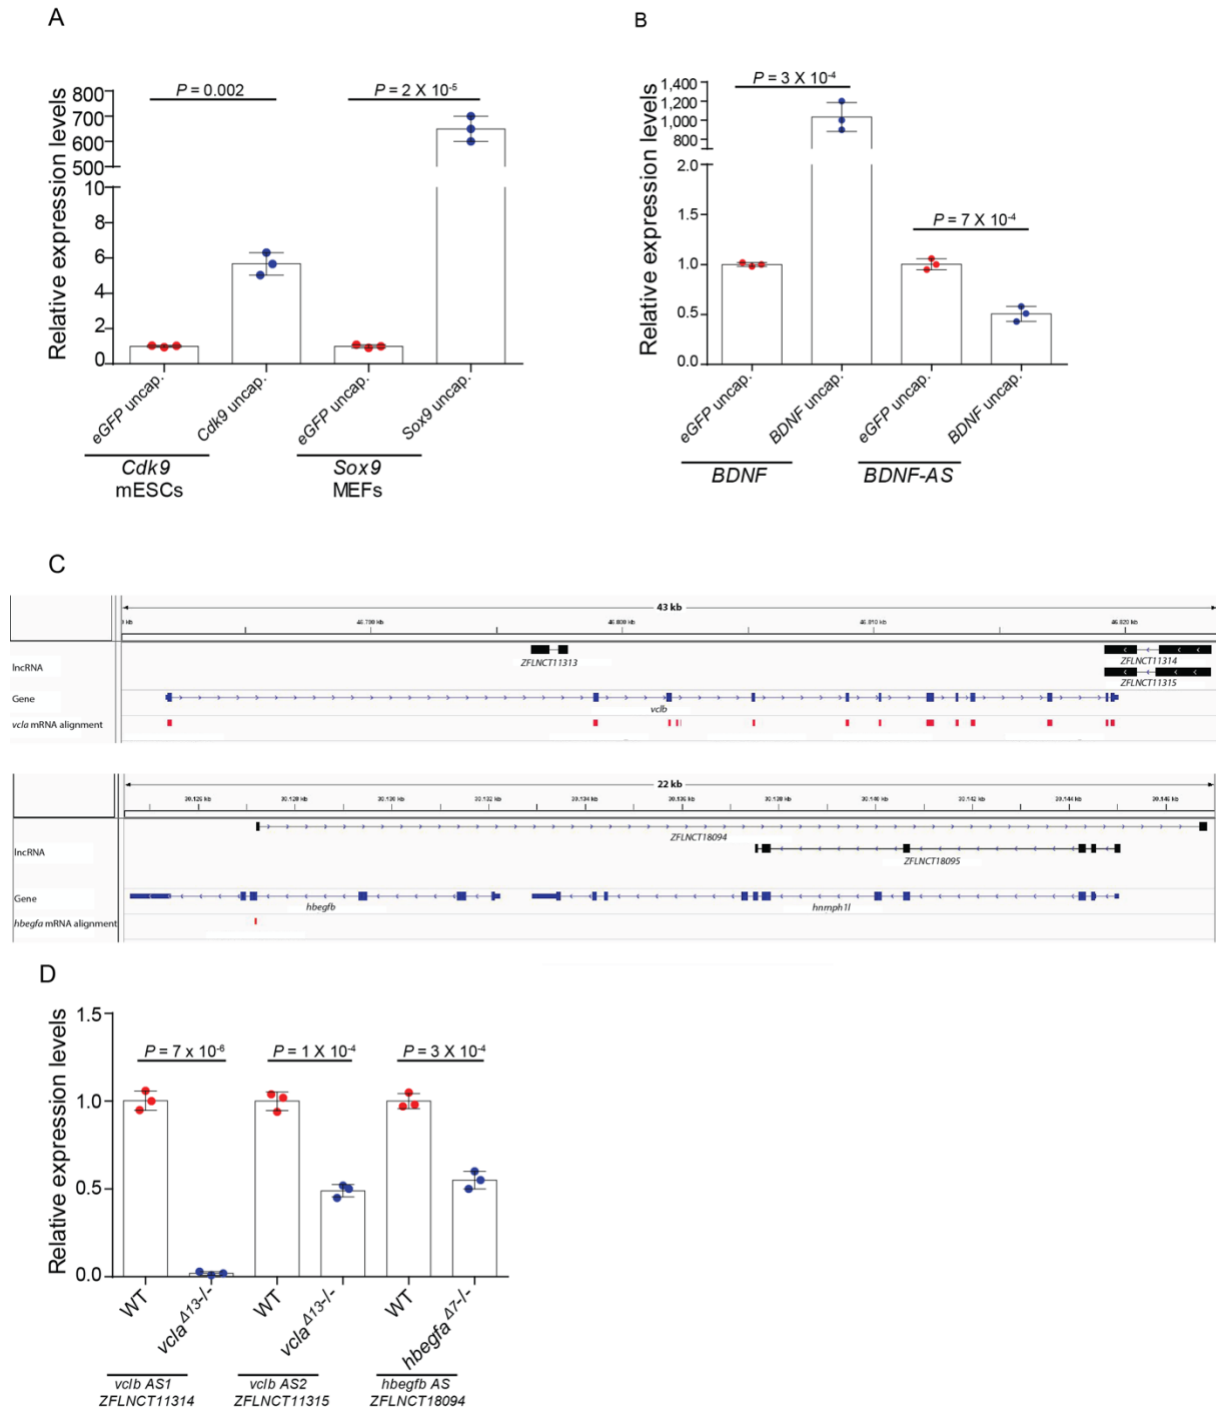 A
Relative expression levels
800
700
600
500
10
8
6
4
2
0
P = 0.002
P = 2 X 10-5
eGFP uncap.
Cdk9 uncap.
eGFP uncap.
Sox9 uncap.
Cdk9
mESCs
Sox9
MEFs
B
Relative expression levels
1,400
1,200
1,000
800
2.0
1.5
1.0
0.5
0.0
P = 3 X 10-4
P = 7 X 10-4
eGFP uncap.
BDNF uncap.
eGFP uncap.
BDNF uncap.
BDNF
BDNF-AS
C
43 kb
lncRNA
ZFLNCT11313
ZFLNCT11314
ZFLNCT11315
Gene
vclb
vcla mRNA alignment
22 kb
lncRNA
ZFLNCT18094
ZFLNCT18095
Gene
hbegfb
hnmph1l
hbegfa mRNA alignment
D
Relative expression levels
1.5
1.0
0.5
0.0
P = 7 x 10-6
P = 1 X 10-4
P = 3 X 10-4
WT
vcla Δ13-/-
WT
vcla Δ13-/-
WT
hbegfa Δ7-/-
vclb AS1
ZFLNCT11314
vclb AS2
ZFLNCT11315
hbegfb AS
ZFLNCT18094